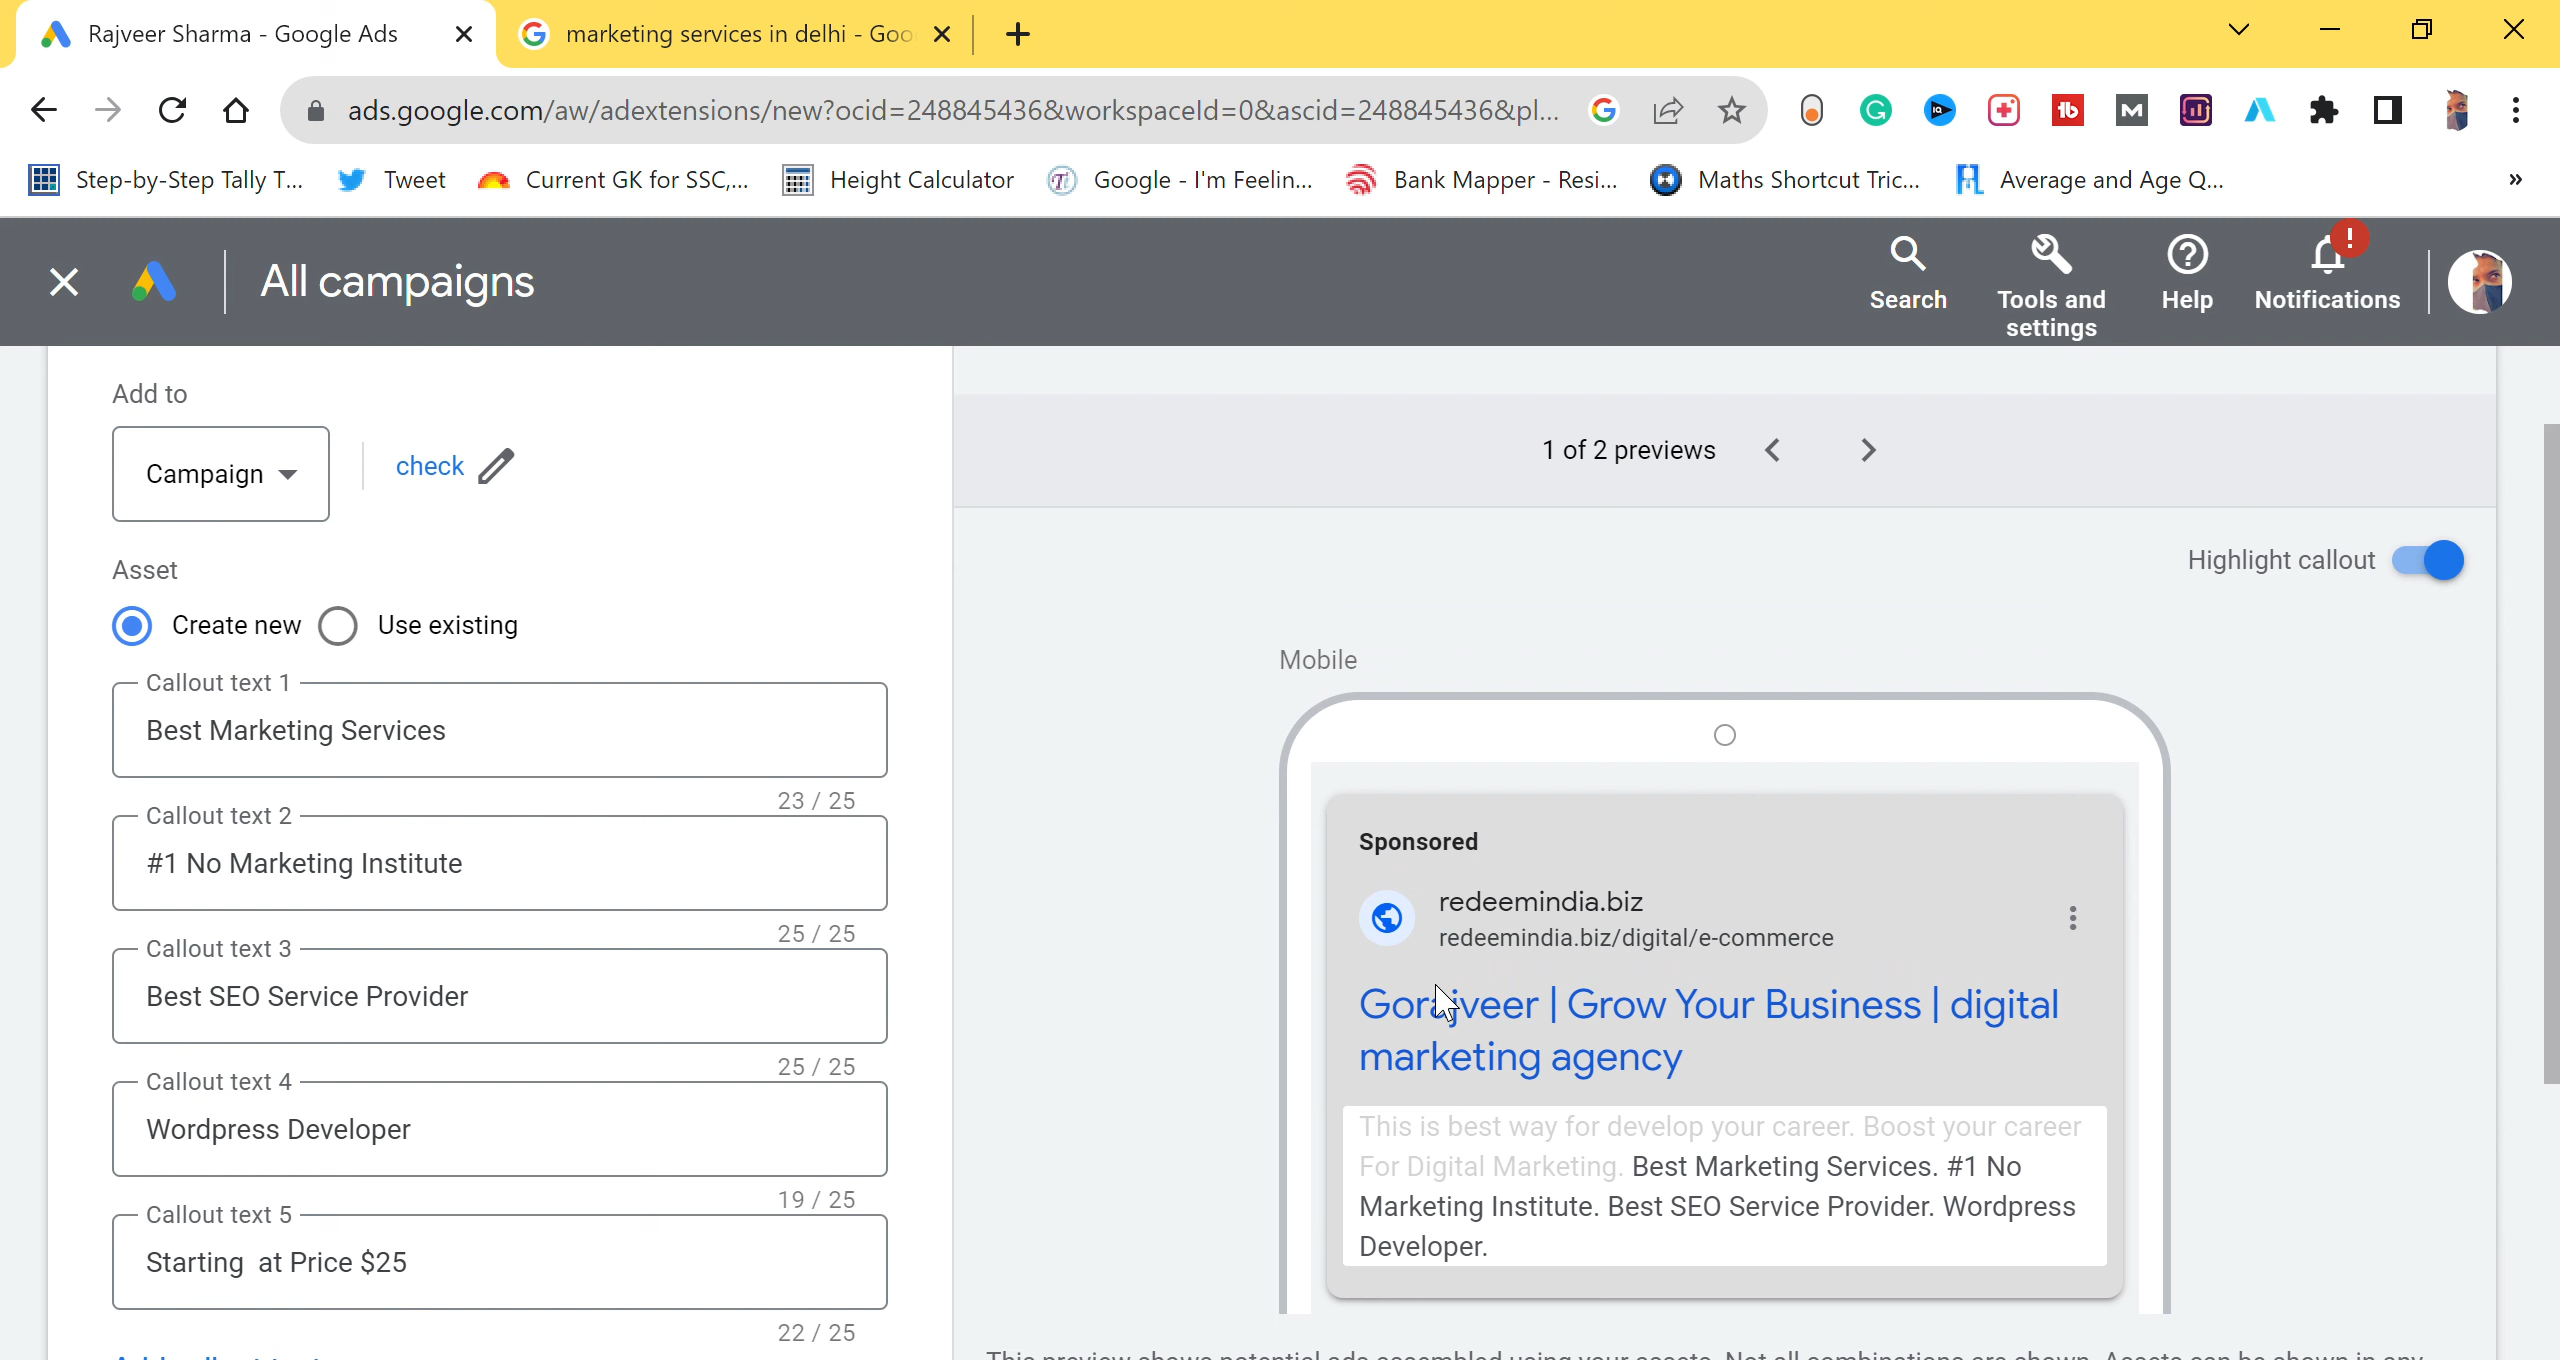 Rajveer Sharma - Google Ads
marketing services in delhi - Goo
ads.google.com/aw/adextensions/new?ocid=248845436&workspaceId=0&ascid=248845436&pl...
Step-by-Step Tally T...
Tweet
Current GK for SSC,...
Height Calculator
Google - I'm Feelin...
Bank Mapper - Resi...
Maths Shortcut Tric...
Average and Age Q...
»
All campaigns
Search
Tools and
settings
Help
Notifications
Add to
Campaign
check
Asset
Create new
Use existing
Callout text 1
Best Marketing Services
23 / 25
Callout text 2
#1 No Marketing Institute
25 / 25
Callout text 3
Best SEO Service Provider
25 / 25
Callout text 4
Wordpress Developer
19 / 25
Callout text 5
Starting  at Price $25
22 / 25
1 of 2 previews
Highlight callout
Mobile
Sponsored
redeemindia.biz
redeemindia.biz/digital/e-commerce
Gorajveer | Grow Your Business | digital
marketing agency
This is best way for develop your career. Boost your career
For Digital Marketing. Best Marketing Services. #1 No
Marketing Institute. Best SEO Service Provider. Wordpress
Developer.